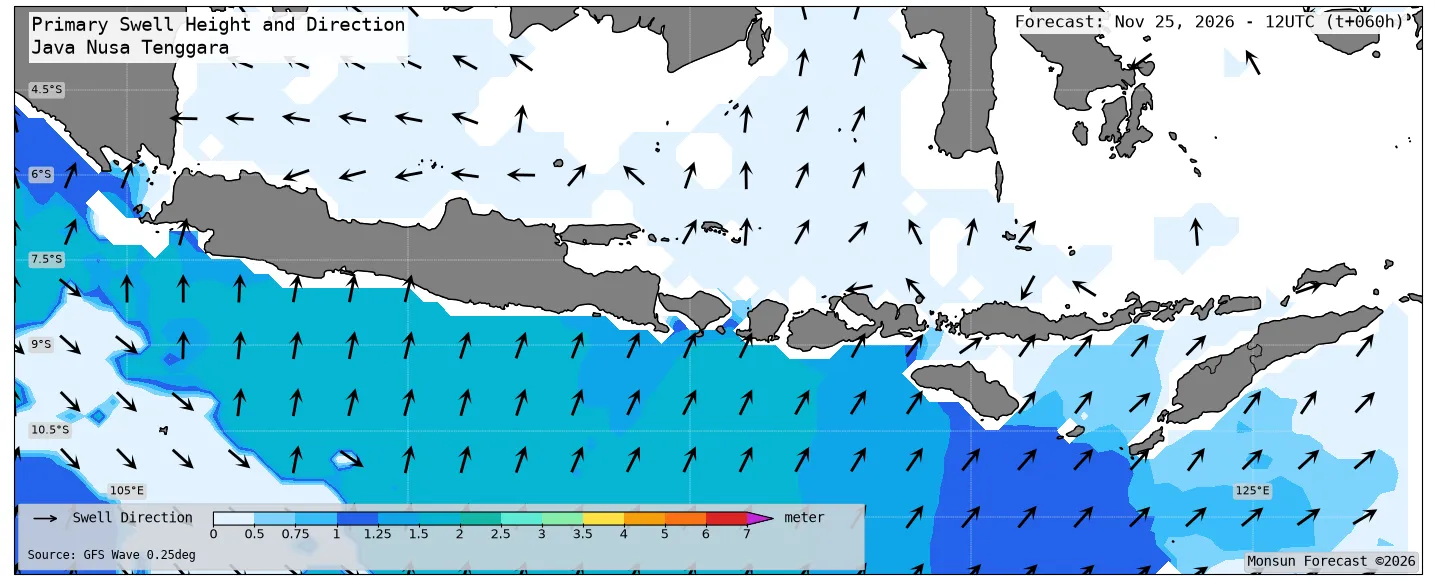 Primary Swell Height and Direction
Java Nusa Tenggara
Forecast: Nov 25, 2026 - 12UTC (t+060h)
4.5°S
6°S
7.5°S
9°S
10.5°S
105°E
125°E
Swell Direction
0 0.5 0.75 1 1.25 1.5 2 2.5 3 3.5 4 5 6 7
meter
Source: GFS Wave 0.25deg
Monsun Forecast ©2026